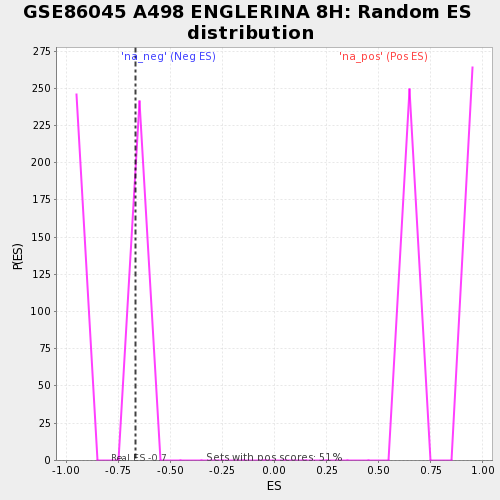 GSE86045 A498 ENGLERINA 8H: Random ES
distribution
'na_neg' (Neg ES)
'na_pos' (Pos ES)
275
250
225
200
175
150
125
100
75
50
25
0
P(ES)
Real ES -0.7
Sets with pos scores: 51%
-1.00 -0.75 -0.50 -0.25 0.00 0.25 0.50 0.75 1.00
ES